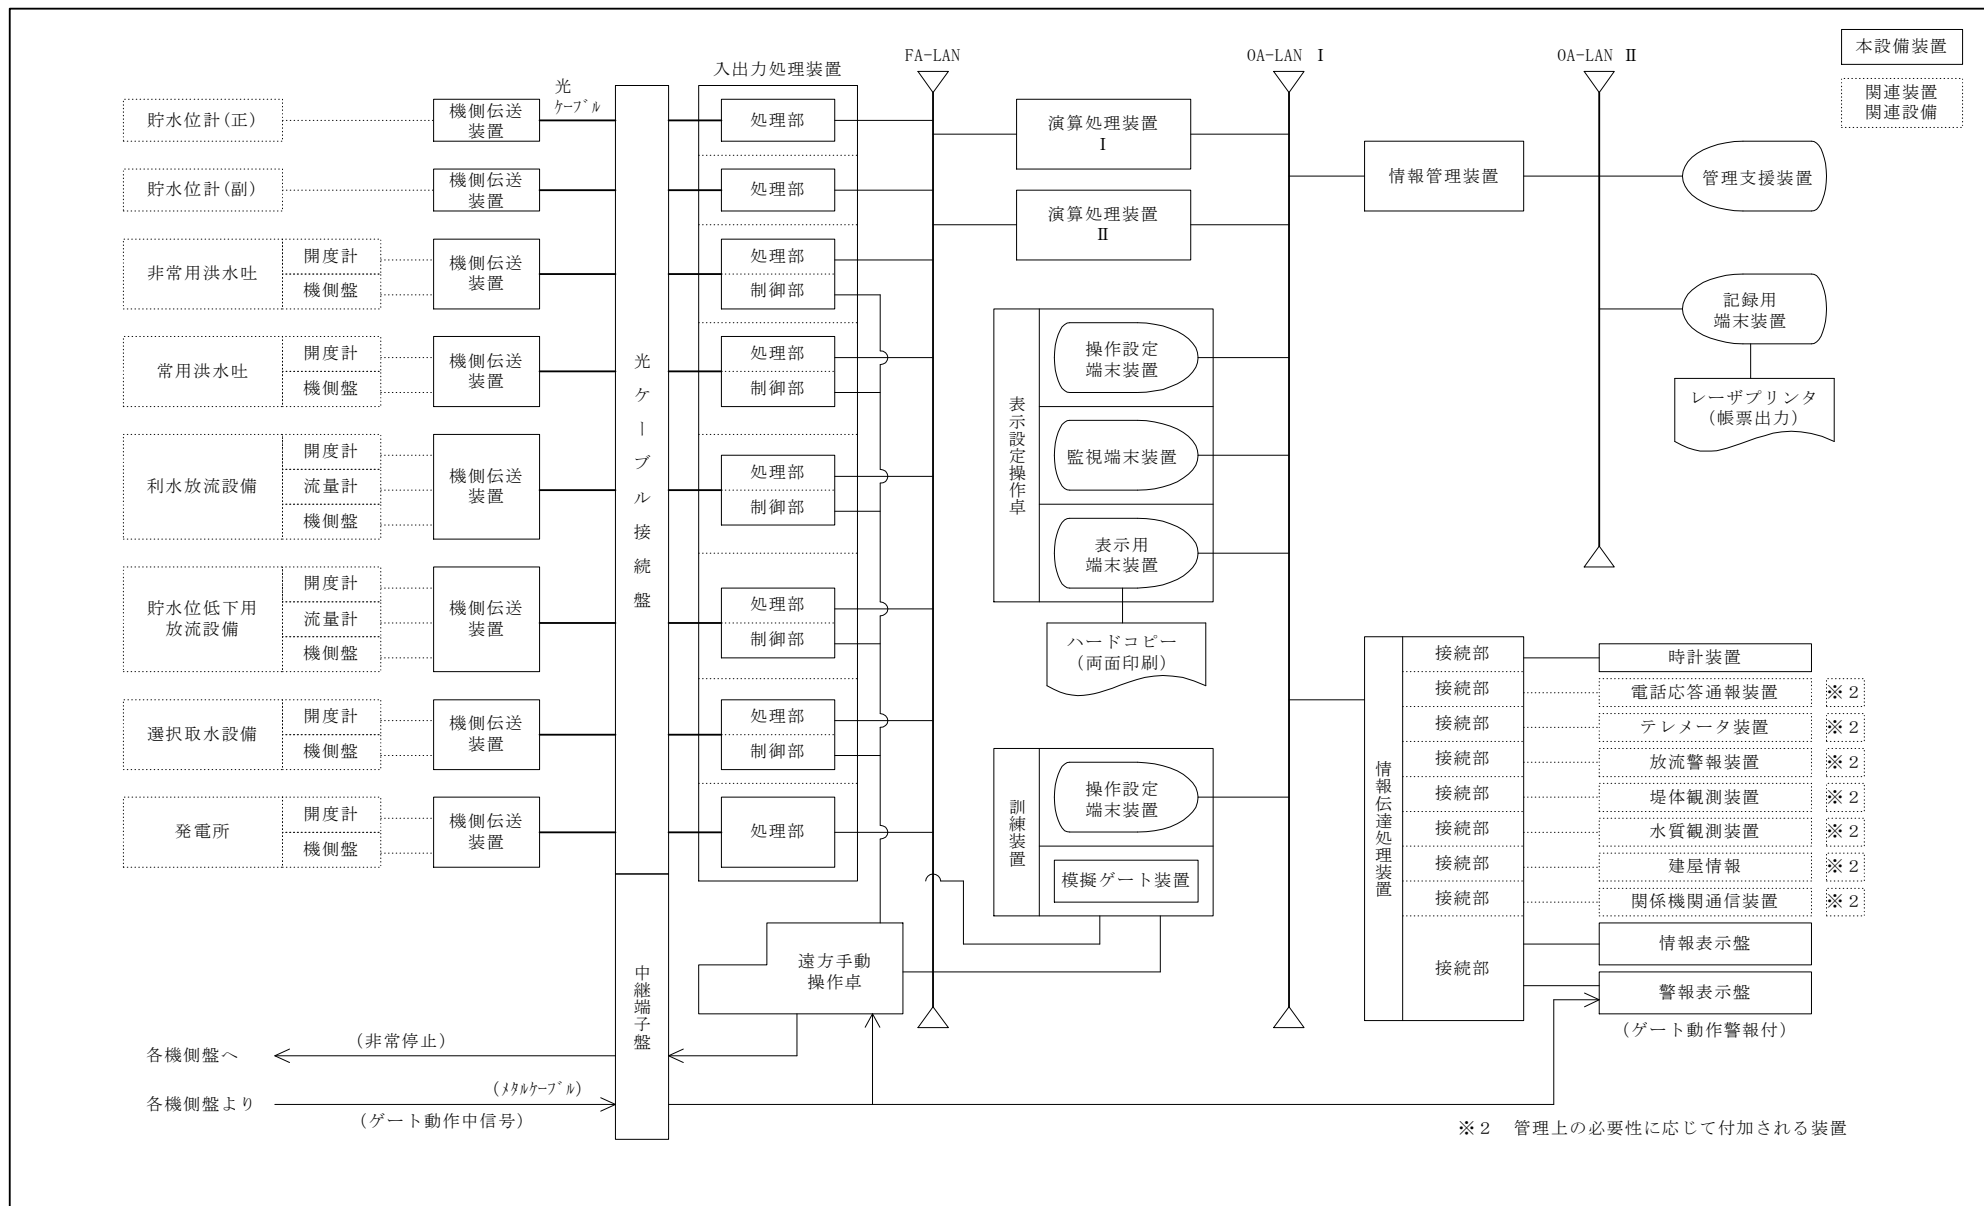 FA-LAN
OA-LAN Ⅰ
OA-LAN Ⅱ
本設備装置
関連装置
関連設備
入出力処理装置
光
ｹｰﾌﾞﾙ
貯水位計(正)
機側伝送
装置
処理部
貯水位計(副)
機側伝送
装置
処理部
非常用洪水吐
開度計
機側盤
機側伝送
装置
処理部
制御部
常用洪水吐
開度計
機側盤
機側伝送
装置
処理部
制御部
利水放流設備
開度計
流量計
機側盤
機側伝送
装置
処理部
制御部
貯水位低下用
放流設備
開度計
流量計
機側盤
機側伝送
装置
処理部
制御部
選択取水設備
開度計
機側盤
機側伝送
装置
処理部
制御部
発電所
開度計
機側盤
機側伝送
装置
処理部
光ケーブル接続盤
中継端子盤
演算処理装置
Ⅰ
演算処理装置
Ⅱ
表示設定操作卓
操作設定
端末装置
監視端末装置
表示用
端末装置
ハードコピー
(両面印刷)
訓練装置
操作設定
端末装置
模擬ゲート装置
遠方手動
操作卓
情報管理装置
管理支援装置
記録用
端末装置
レーザプリンタ
(帳票出力)
情報伝達処理装置
接続部
時計装置
接続部
電話応答通報装置
※２
接続部
テレメータ装置
※２
接続部
放流警報装置
※２
接続部
堤体観測装置
※２
接続部
水質観測装置
※２
接続部
建屋情報
※２
接続部
関係機関通信装置
※２
接続部
情報表示盤
警報表示盤
(ゲート動作警報付)
各機側盤へ
(非常停止)
各機側盤より
(ﾒﾀﾙｹｰﾌﾞﾙ)
(ゲート動作中信号)
※２　管理上の必要性に応じて付加される装置